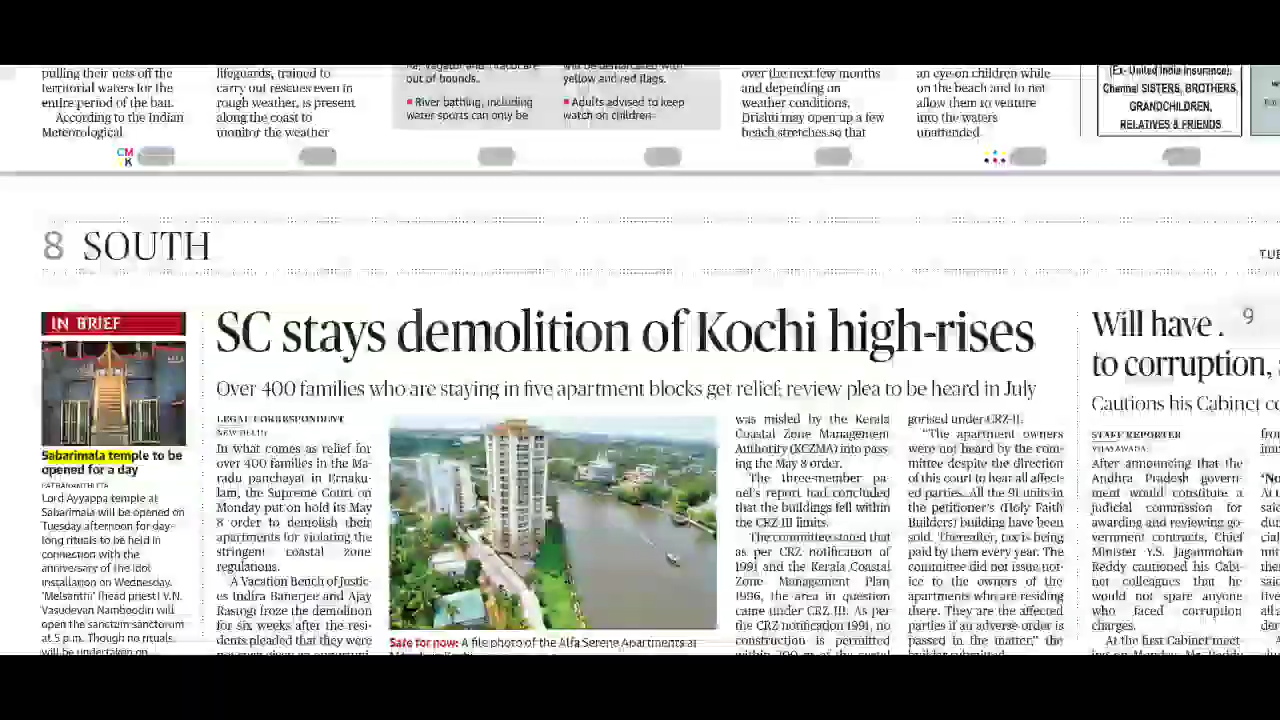 pulling their nets off the
territorial waters for the
entire period of the ban.
According to the Indian
Meteorological
lifeguards, trained to
carry out rescues even in
rough weather, is present
along the coast to
monitor the weather
out of bounds.
River bathing, including
water sports can only be
will be demarcated with
yellow and red flags.
Adults advised to keep
watch on children
over the next few months
and depending on
weather conditions,
Drishti may open up a few
beach stretches so that
an eye on children while
on the beach and to not
allow them to venture
into the waters
unattended.
(Ex- United India Insurance),
Chennai SISTERS, BROTHERS,
GRANDCHILDREN,
RELATIVES & FRIENDS
CM
YK
8 SOUTH
TUE
IN BRIEF
Sabarimala temple to be
opened for a day
PATHANAMTHITTA
Lord Ayyappa temple at
Sabarimala will be opened on
Tuesday afternoon for day-
long rituals to be held in
connection with the
anniversary of the idol
installation on Wednesday.
'Melsanthi' (head priest) V.N.
Vasudevan Namboodiri will
open the sanctum sanctorum
at 5 p.m. Though no rituals
will be undertaken on
SC stays demolition of Kochi high-rises
Over 400 families who are staying in five apartment blocks get relief; review plea to be heard in July
LEGAL CORRESPONDENT
NEW DELHI
In what comes as relief for
over 400 families in the Ma-
radu panchayat in Ernaku-
lam, the Supreme Court on
Monday put on hold its May
8 order to demolish their
apartments for violating the
stringent coastal zone
regulations.
A Vacation Bench of Justic-
es Indira Banerjee and Ajay
Rastogi froze the demolition
for six weeks after the resi-
dents pleaded that they were
Safe for now: A file photo of the Alfa Serene Apartments at
was misled by the Kerala
Coastal Zone Management
Authority (KCZMA) into pass-
ing the May 8 order.
The three-member pa-
nel's report had concluded
that the buildings fell within
the CRZ III limits.
The committee stated that
as per CRZ notification of
1991 and the Kerala Coastal
Zone Management Plan
1996, the area in question
came under CRZ III. As per
the CRZ notification 1991, no
construction is permitted
gorised under CRZ-II.
"The apartment owners
were not heard by the com-
mittee despite the direction
of this court to hear all affect-
ed parties. All the 91 units in
the petitioner's (Holy Faith
Builders) building have been
sold. Thereafter, tax is being
paid by them every year. The
committee did not issue not-
ice to the owners of the
apartments who are residing
there. They are the affected
parties if an adverse order is
passed in the matter," the
builder submitted.
Will have . 9
to corruption,
Cautions his Cabinet co
STAFF REPORTER
VIJAYAWADA
After announcing that the
Andhra Pradesh govern-
ment would constitute a
judicial commission for
awarding and reviewing go-
vernment contracts, Chief
Minister Y.S. Jaganmohan
Reddy cautioned his Cabi-
net colleagues that he
would not spare anyone
who faced corruption
charges.
At the first Cabinet meet-
ing on Monday, Mr. Reddy